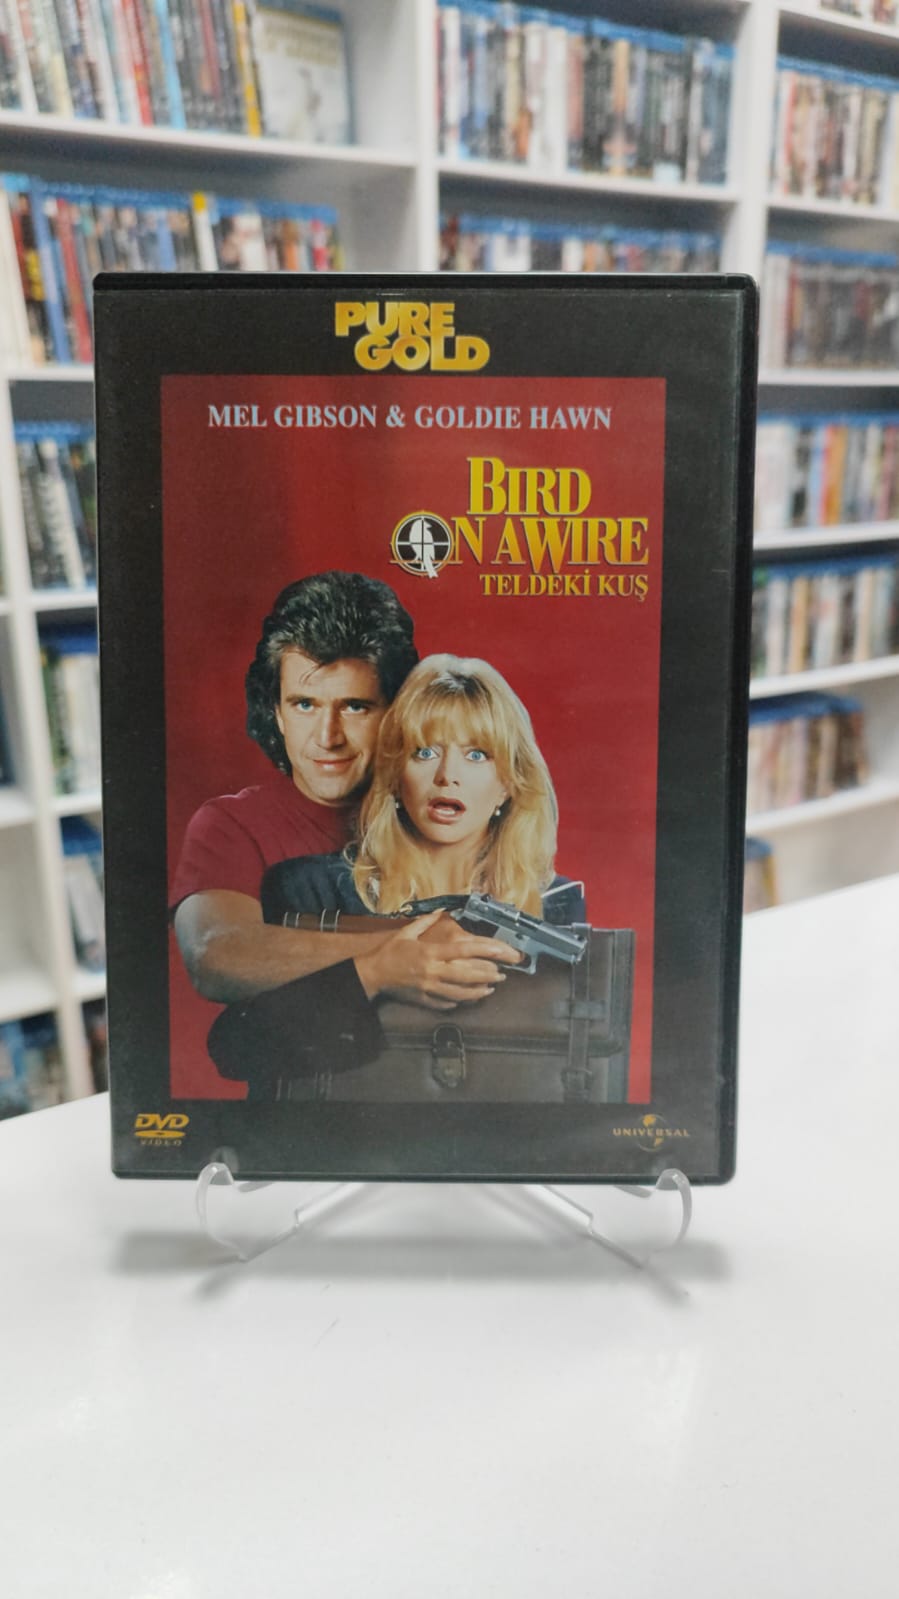 PURE
GOLD
MEL GIBSON & GOLDIE HAWN
BIRD
ON A WIRE
TELDEKİ KUŞ
DVD
VIDEO
UNIVERSAL